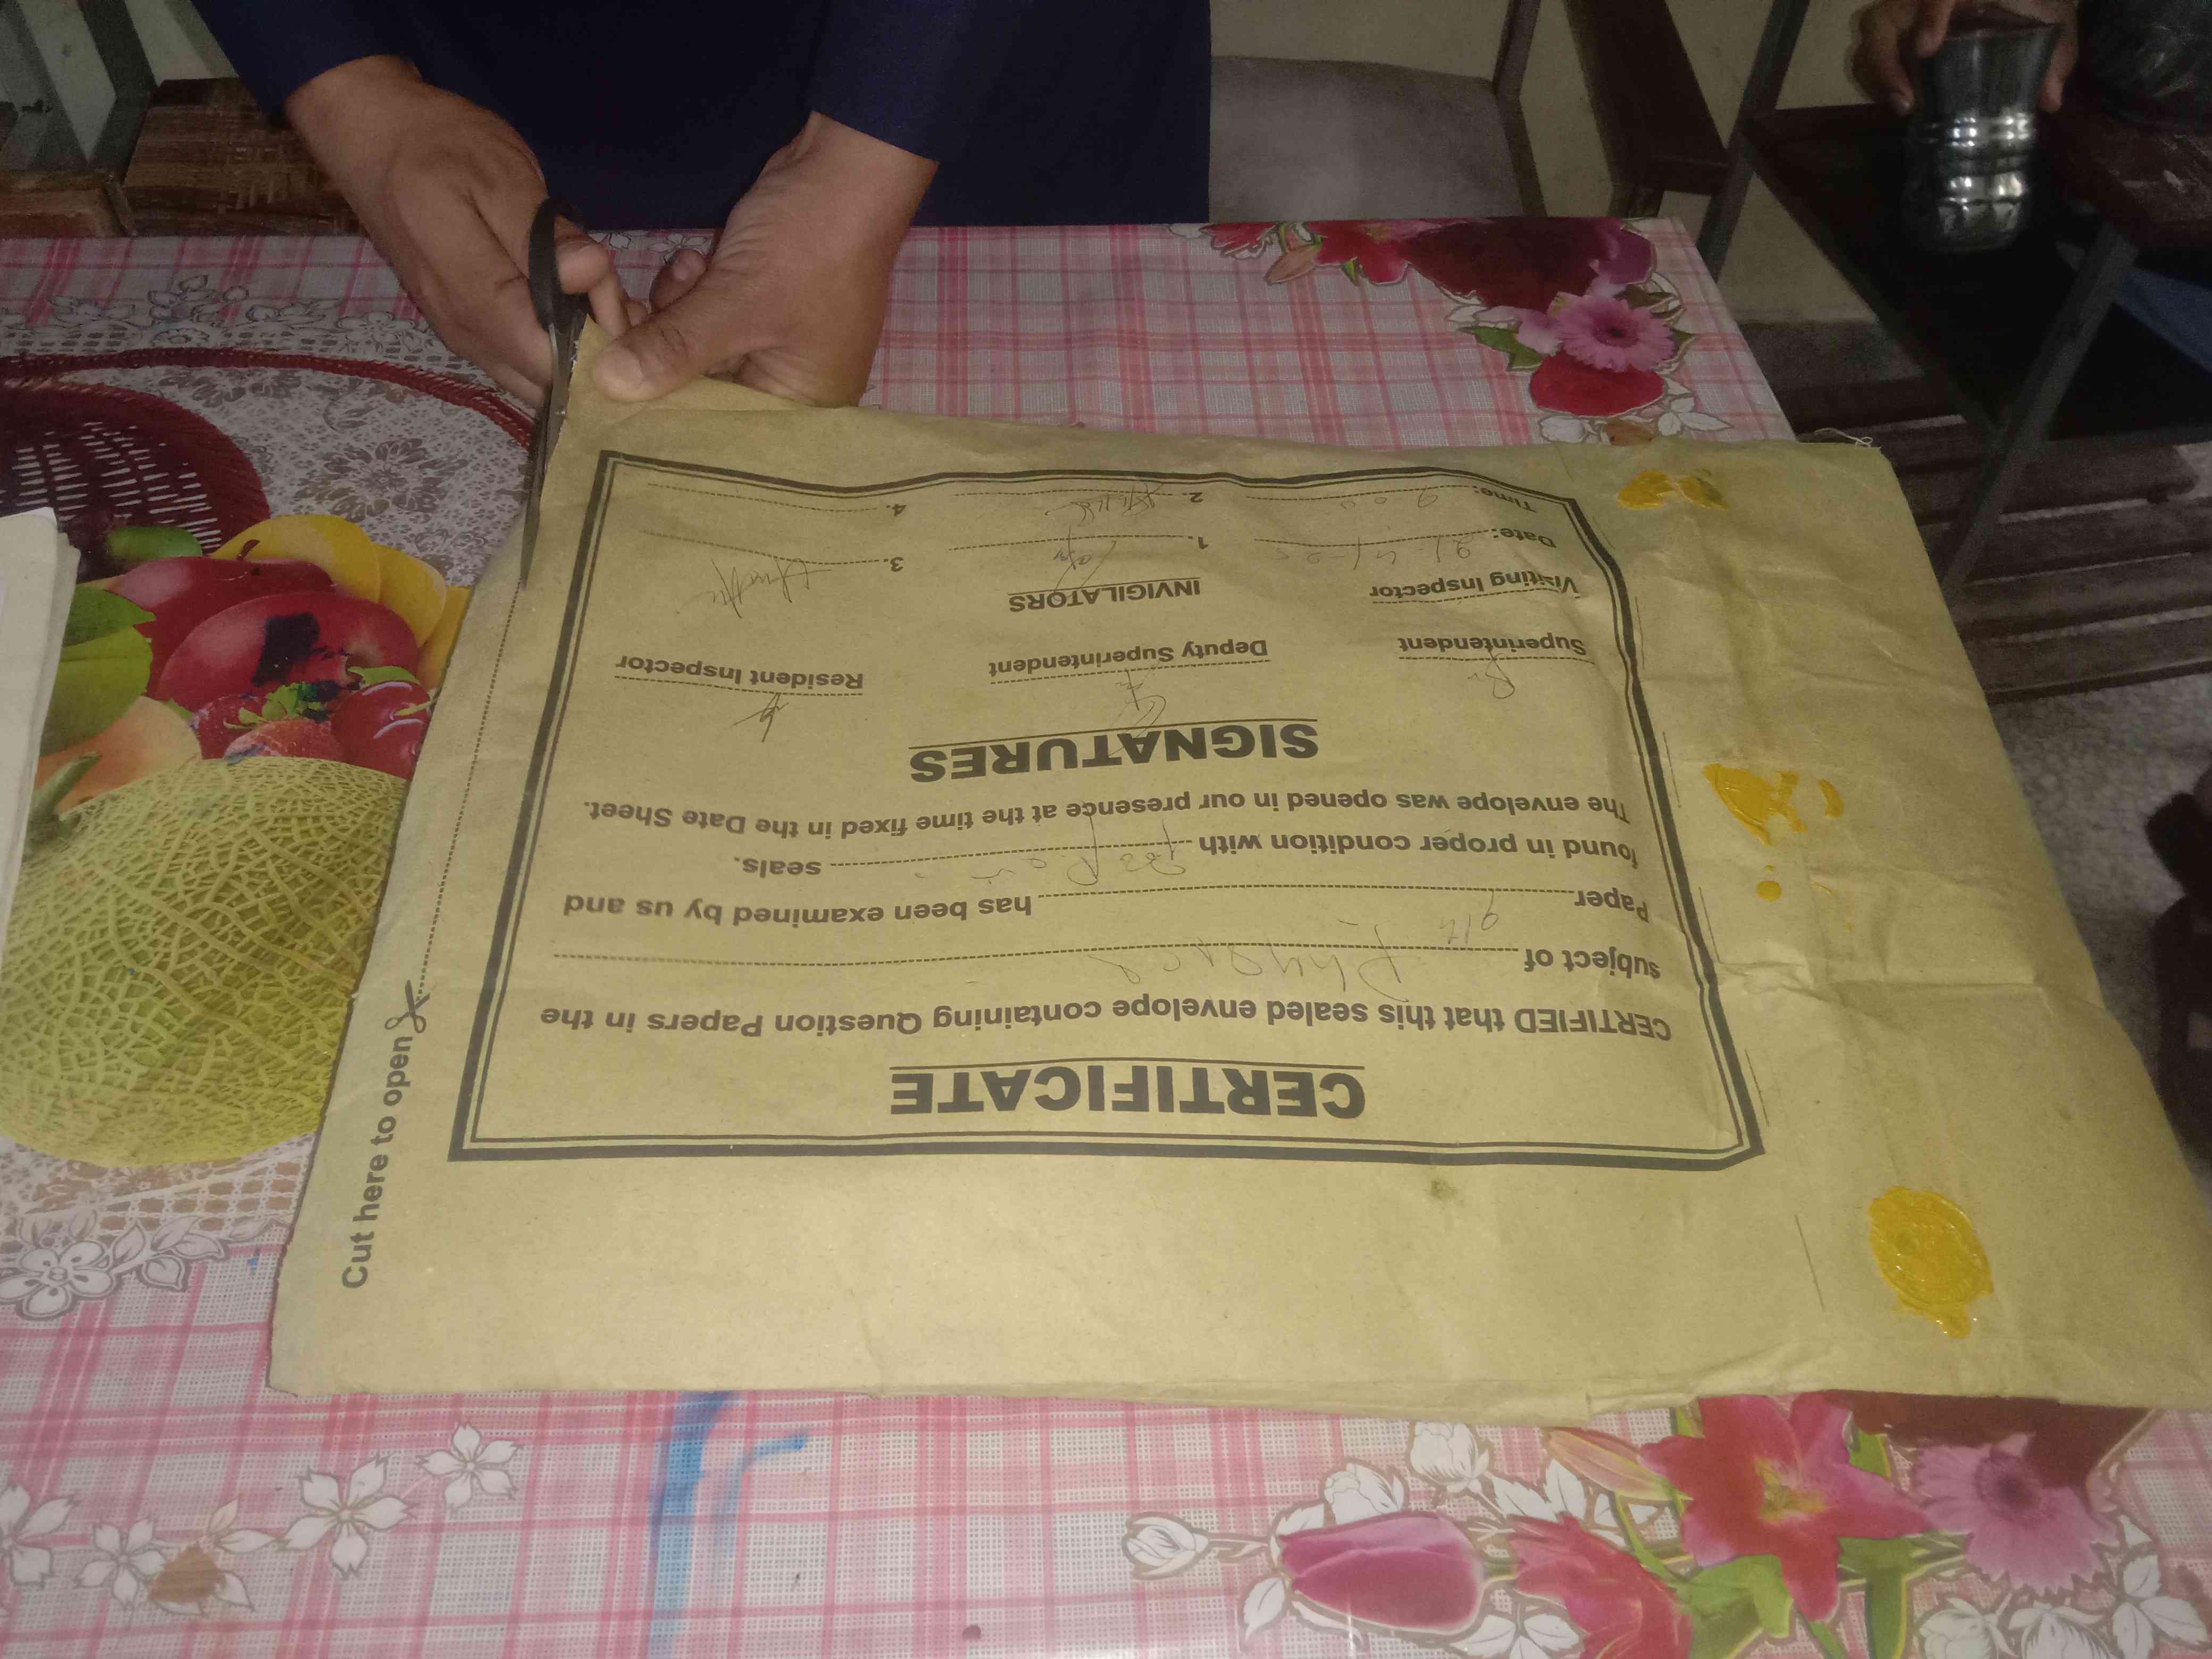 CERTIFICATE
CERTIFIED that this sealed envelope containing Question Papers in the
subject of Physics
Paper 9th has been examined by us and
found in proper condition with seals.
The envelope was opened in our presence at the time fixed in the Date Sheet.
SIGNATURES
Superintendent Deputy Superintendent Resident Inspector
Visiting Inspector INVIGILATORS
Date: 1. 3.
Time: 9:00 2. 4.
Cut here to open